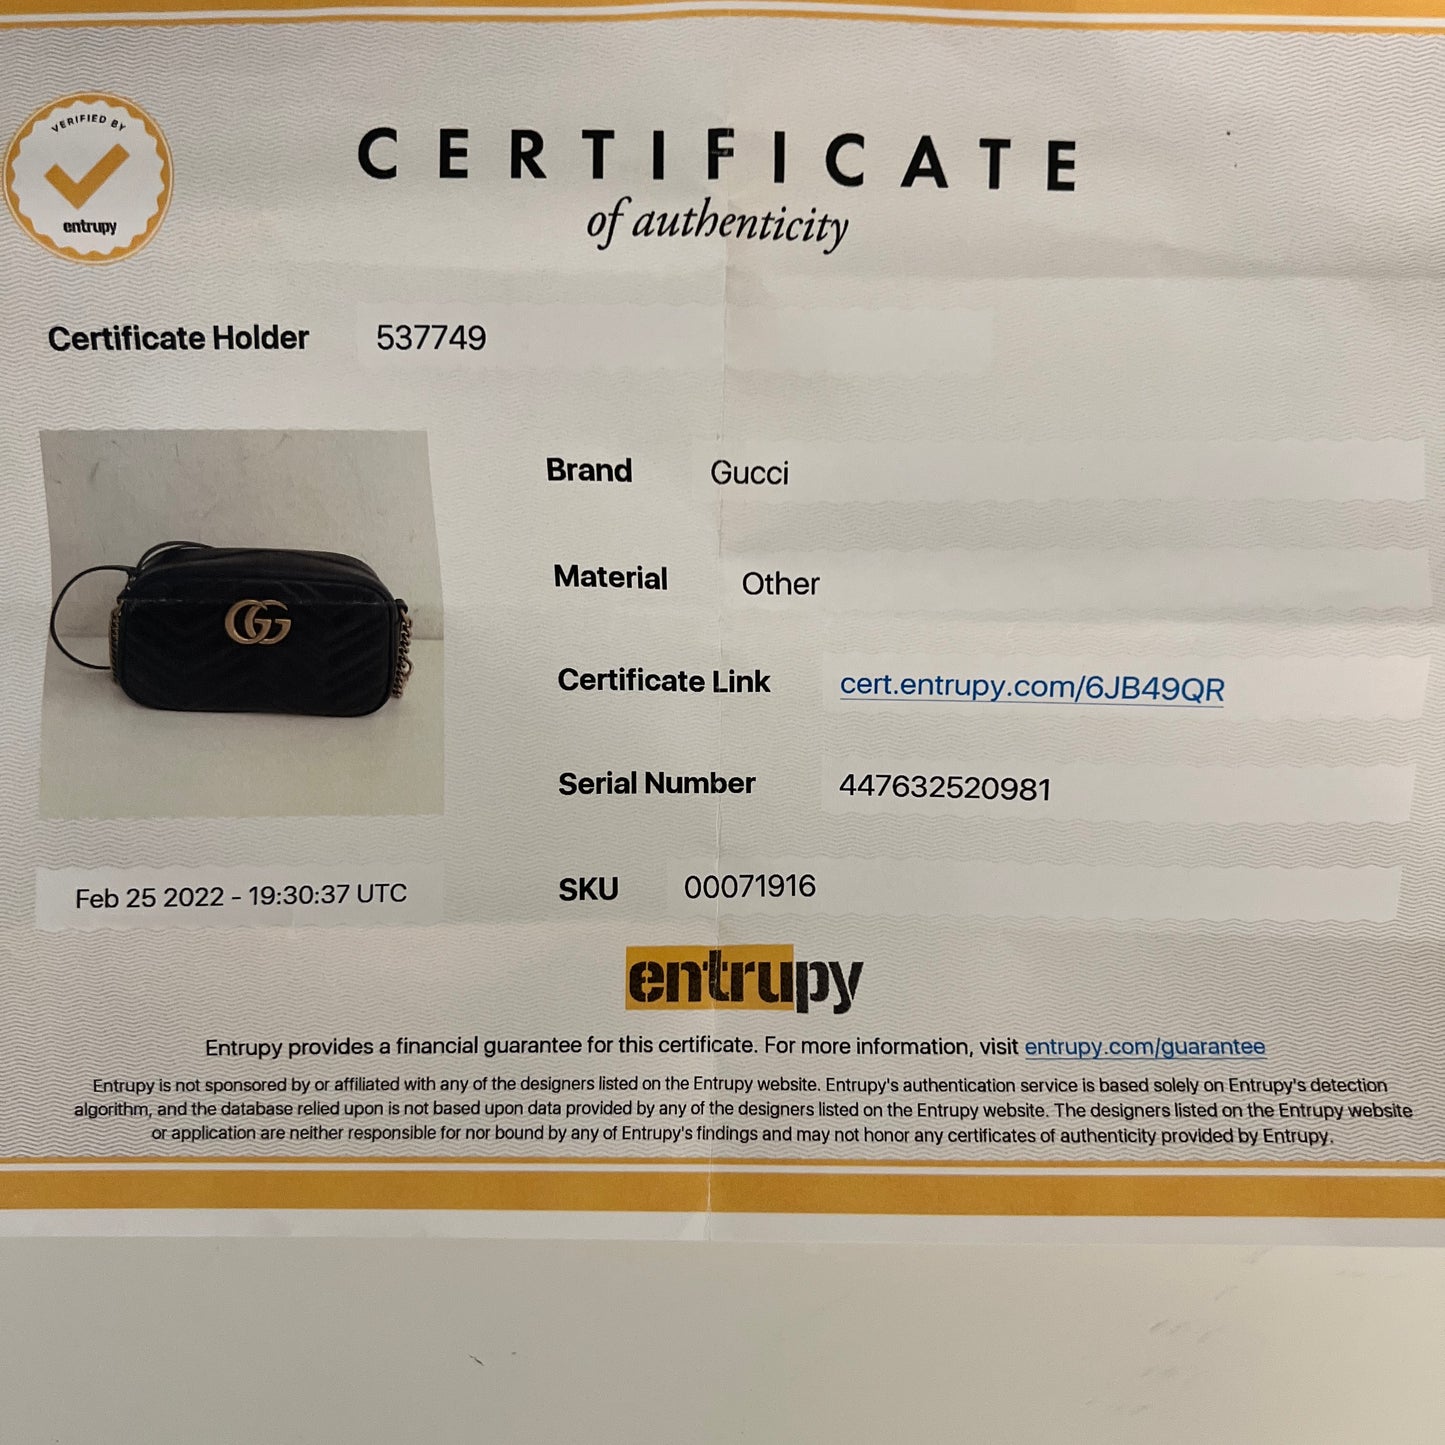 VERIFIED BY
entrupy
CERTIFICATE
of authenticity
Certificate Holder 537749
GG
Brand Gucci
Material Other
Certificate Link cert.entrupy.com/6JB49QR
Serial Number 447632520981
Feb 25 2022 - 19:30:37 UTC
SKU 00071916
entrupy
Entrupy provides a financial guarantee for this certificate. For more information, visit entrupy.com/guarantee
Entrupy is not sponsored by or affiliated with any of the designers listed on the Entrupy website. Entrupy's authentication service is based solely on Entrupy's detection
algorithm, and the database relied upon is not based upon data provided by any of the designers listed on the Entrupy website. The designers listed on the Entrupy website
or application are neither responsible for nor bound by any of Entrupy's findings and may not honor any certificates of authenticity provided by Entrupy.